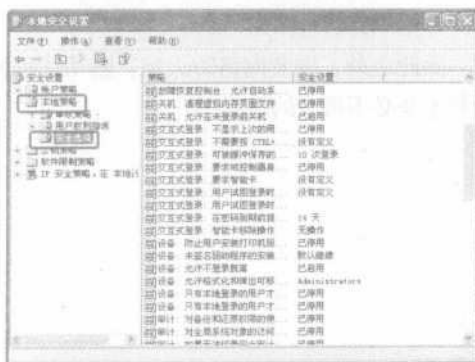 本地安全设置
文件(F) 操作(A) 查看(V) 帮助(H)
安全设置
帐户策略
本地策略
审核策略
用户权利指派
软件限制策略
IP 安全策略，在 本地计
策略 安全设置
故障恢复控制台: 允许自动系... 已停用
关机: 清理虚拟内存页面文件 已停用
关机: 允许在未登录前关机 已启用
交互式登录: 不显示上次的用... 已停用
交互式登录: 不需要按 CTRL+... 没有定义
交互式登录: 可被缓冲保存的... 10 次登录
交互式登录: 要求域控制器身... 已停用
交互式登录: 要求智能卡 没有定义
交互式登录: 用户试图登录时... 没有定义
交互式登录: 用户试图登录时...
交互式登录: 在密码到期前提... 14 天
交互式登录: 智能卡移除操作 无操作
设备: 防止用户安装打印机驱... 已停用
设备: 未签名驱动程序的安装... 默认继续
设备: 允许不登录脱离 已启用
设备: 允许格式化和弹出可移... Administrators
设备: 只有本地登录的用户才... 已停用
设备: 只有本地登录的用户才... 已停用
审计: 对备份和还原权限的使... 已停用
审计: 对全局系统对象的访问... 已停用